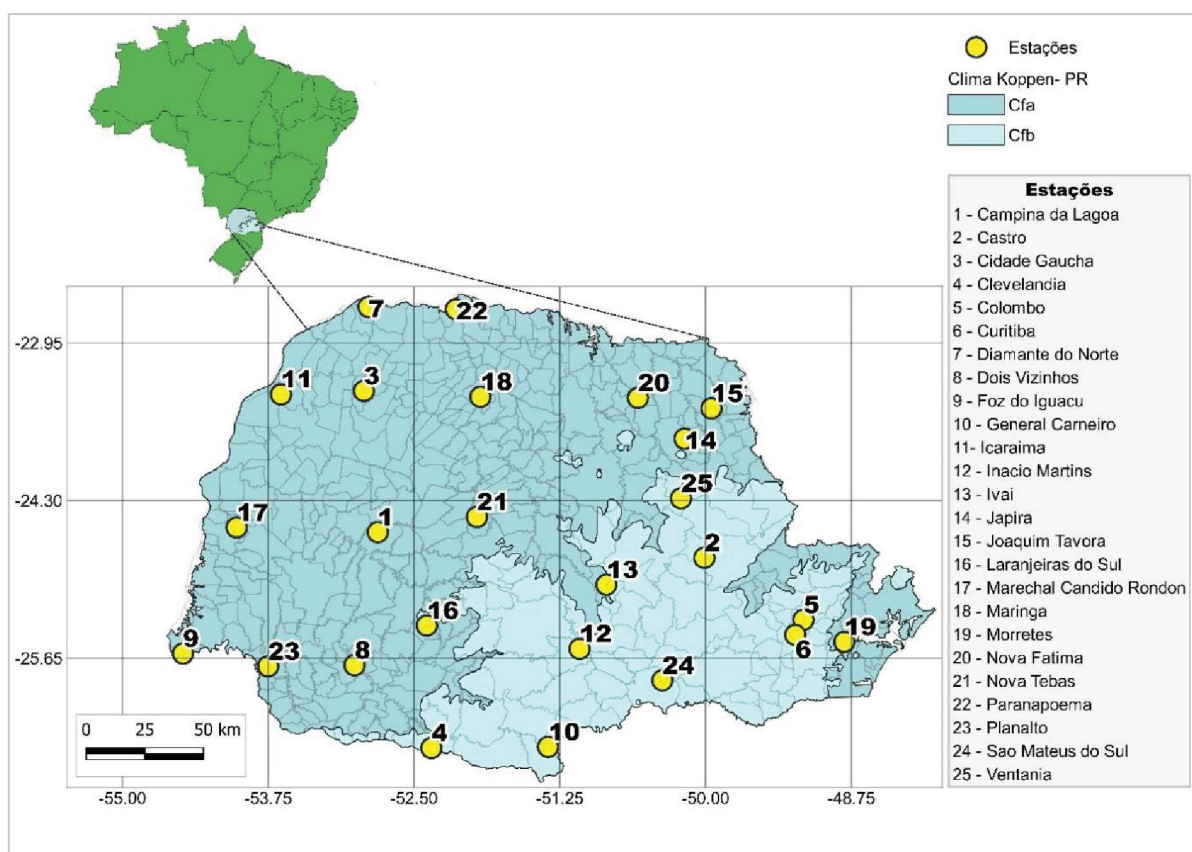 Estações
Clima Koppen- PR
Cfa
Cfb
Estações
1 - Campina da Lagoa
2 - Castro
3 - Cidade Gaucha
4 - Clevelandia
5 - Colombo
6 - Curitiba
7 - Diamante do Norte
8 - Dois Vizinhos
9 - Foz do Iguacu
10 - General Carneiro
11- Icaraima
12 - Inacio Martins
13 - Ivai
14 - Japira
15 - Joaquim Tavora
16 - Laranjeiras do Sul
17 - Marechal Candido Rondon
18 - Maringa
19 - Morretes
20 - Nova Fatima
21 - Nova Tebas
22 - Paranapoema
23 - Planalto
24 - Sao Mateus do Sul
25 - Ventania
7
22
-22.95
11
3
18
20
15
14
25
-24.30
17
1
21
2
13
16
5
19
9
23
8
12
6
-25.65
24
4
10
0 25 50 km
-55.00 -53.75 -52.50 -51.25 -50.00 -48.75